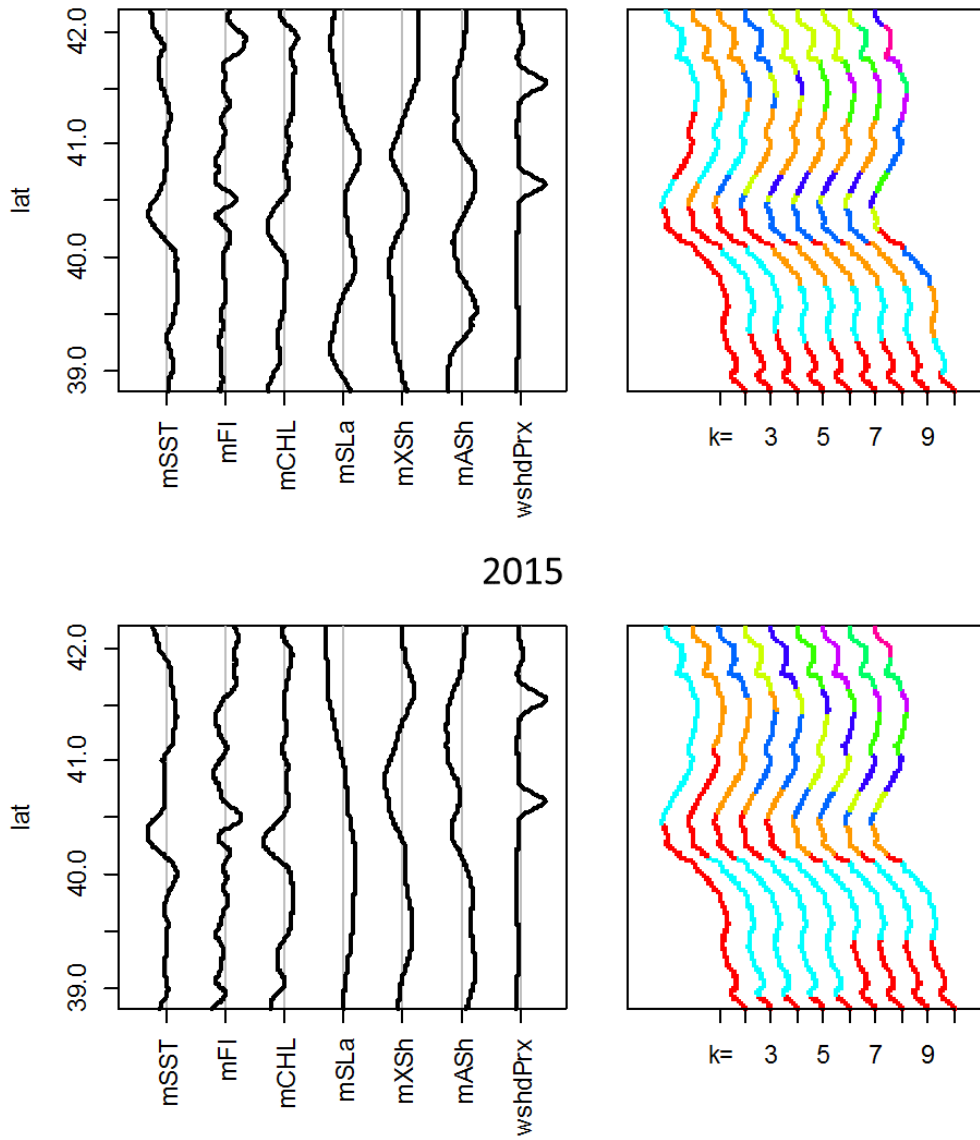 lat
42.0
41.0
40.0
39.0
mSST
mFI
mCHL
mSLa
mXSh
mASh
wshdPrx
k= 3 5 7 9
2015
lat
42.0
41.0
40.0
39.0
mSST
mFI
mCHL
mSLa
mXSh
mASh
wshdPrx
k= 3 5 7 9